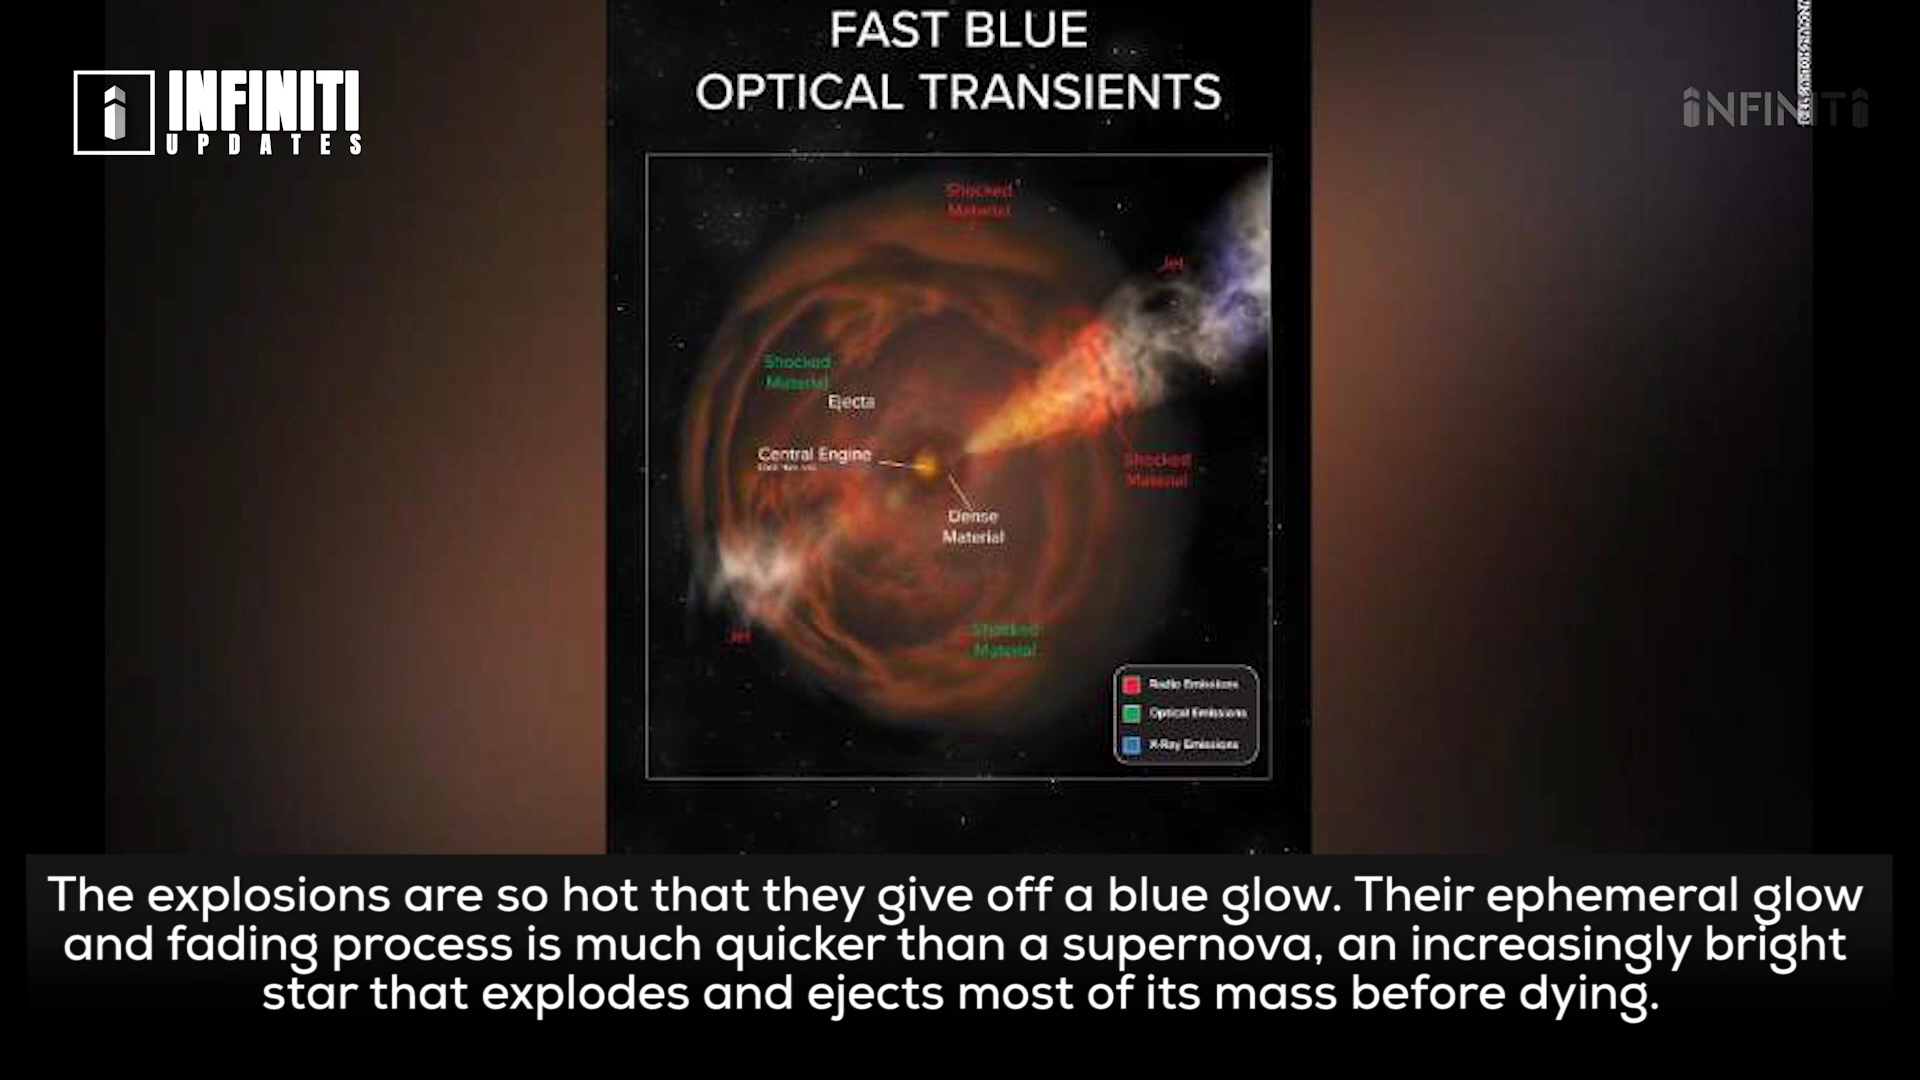 FAST BLUE
OPTICAL TRANSIENTS
INFINITI
UPDATES
INFINITI
Shocked
Material
Jet
Shocked
Material
Ejecta
Central Engine
Shocked
Material
Dense
Material
Jet
Shocked
Material
Radio Emissions
Optical Emissions
X-Ray Emissions
The explosions are so hot that they give off a blue glow. Their ephemeral glow
and fading process is much quicker than a supernova, an increasingly bright
star that explodes and ejects most of its mass before dying.